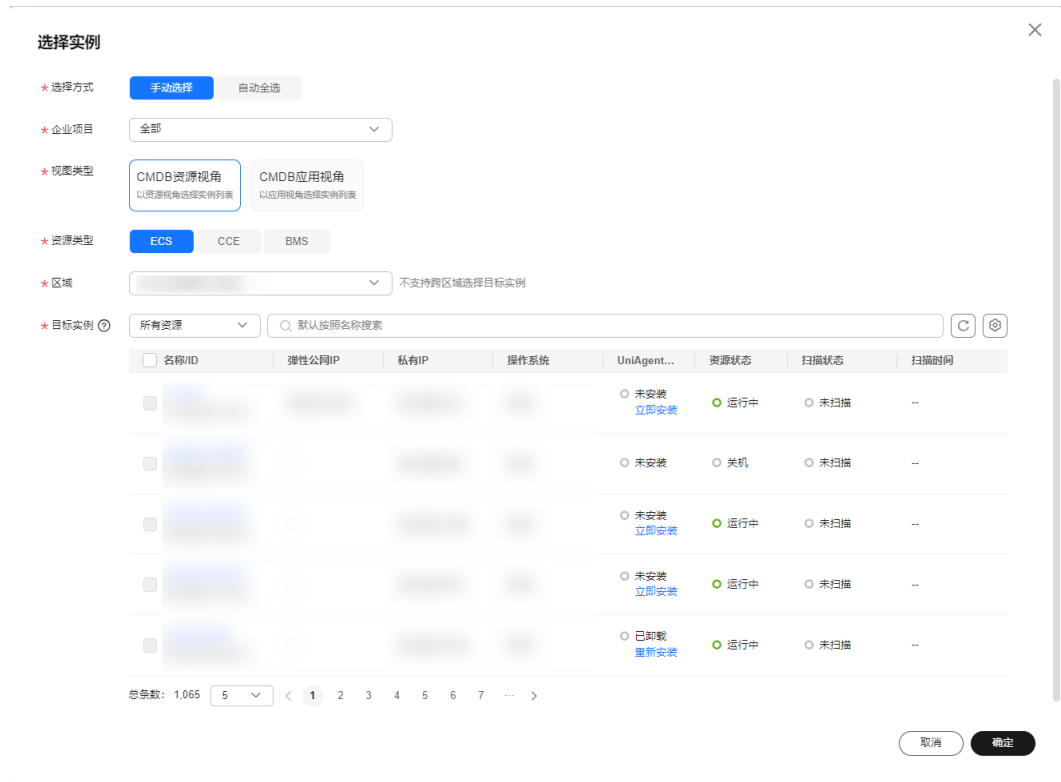 选择实例
* 选择方式 手动选择 自动全选
* 企业项目 全部
* 视图类型 CMDB资源视角 CMDB应用视角
以资源视角选择实例列表 以应用视角选择实例列表
* 资源类型 ECS CCE BMS
* 区域 不支持跨区域选择目标实例
* 目标实例 ? 所有资源 默认按照名称搜索
名称/ID 弹性公网IP 私有IP 操作系统 UniAgent... 资源状态 扫描状态 扫描时间
未安装 运行中 未扫描 --
立即安装
未安装 关机 未扫描 --
未安装 运行中 未扫描 --
立即安装
未安装 运行中 未扫描 --
立即安装
已卸载 运行中 未扫描 --
重新安装
总条数: 1,065 5 < 1 2 3 4 5 6 7 ... >
取消 确定